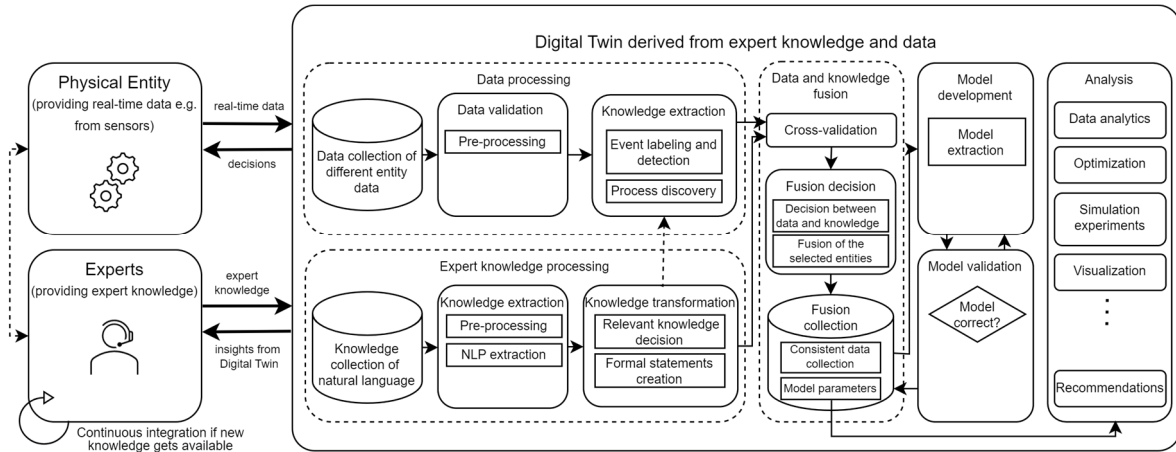 Digital Twin derived from expert knowledge and data
Physical Entity
(providing real-time data e.g.
from sensors)
real-time data
decisions
Experts
(providing expert knowledge)
expert
knowledge
insights from
Digital Twin
Continuous integration if new
knowledge gets available
Data processing
Data collection of
different entity
data
Data validation
Pre-processing
Knowledge extraction
Event labeling and
detection
Process discovery
Expert knowledge processing
Knowledge
collection of
natural language
Knowledge extraction
Pre-processing
NLP extraction
Knowledge transformation
Relevant knowledge
decision
Formal statements
creation
Data and knowledge
fusion
Cross-validation
Fusion decision
Decision between
data and knowledge
Fusion of the
selected entities
Fusion
collection
Consistent data
collection
Model parameters
Model
development
Model
extraction
Model validation
Model
correct?
Analysis
Data analytics
Optimization
Simulation
experiments
Visualization
Recommendations